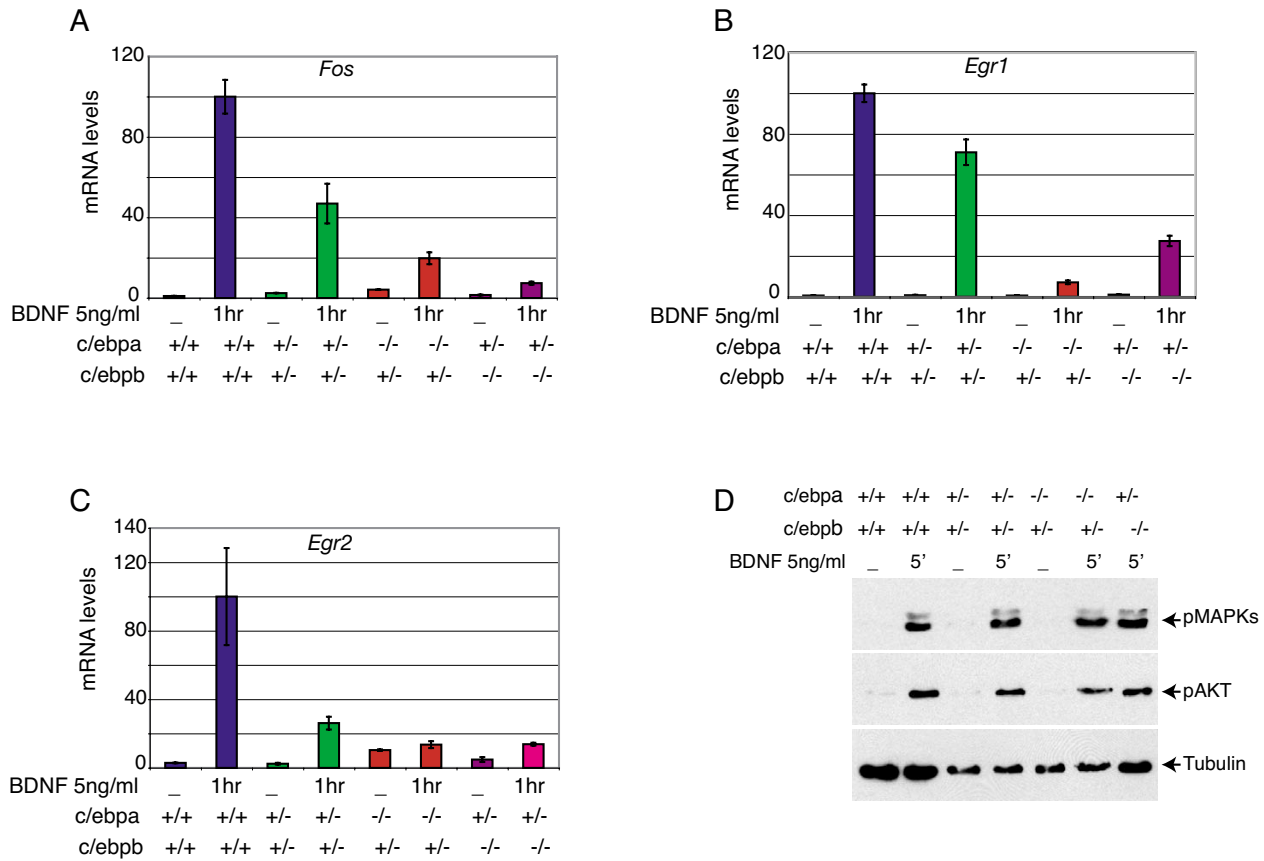 A
Fos
mRNA levels
120
80
40
0
BDNF 5ng/ml _ 1hr _ 1hr _ 1hr _ 1hr
c/ebpa +/+ +/+ +/- +/- -/- -/- +/- +/-
c/ebpb +/+ +/+ +/- +/- +/- +/- -/- -/-
B
Egr1
mRNA levels
120
80
40
0
BDNF 5ng/ml _ 1hr _ 1hr _ 1hr _ 1hr
c/ebpa +/+ +/+ +/- +/- -/- -/- +/- +/-
c/ebpb +/+ +/+ +/- +/- +/- +/- -/- -/-
C
Egr2
mRNA levels
140
120
80
40
0
BDNF 5ng/ml _ 1hr _ 1hr _ 1hr _ 1hr
c/ebpa +/+ +/+ +/- +/- -/- -/- +/- +/-
c/ebpb +/+ +/+ +/- +/- +/- +/- -/- -/-
D
c/ebpa +/+ +/+ +/- +/- -/- -/- +/-
c/ebpb +/+ +/+ +/- +/- +/- +/- -/-
BDNF 5ng/ml _ 5' _ 5' _ 5' 5'
pMAPKs
pAKT
Tubulin